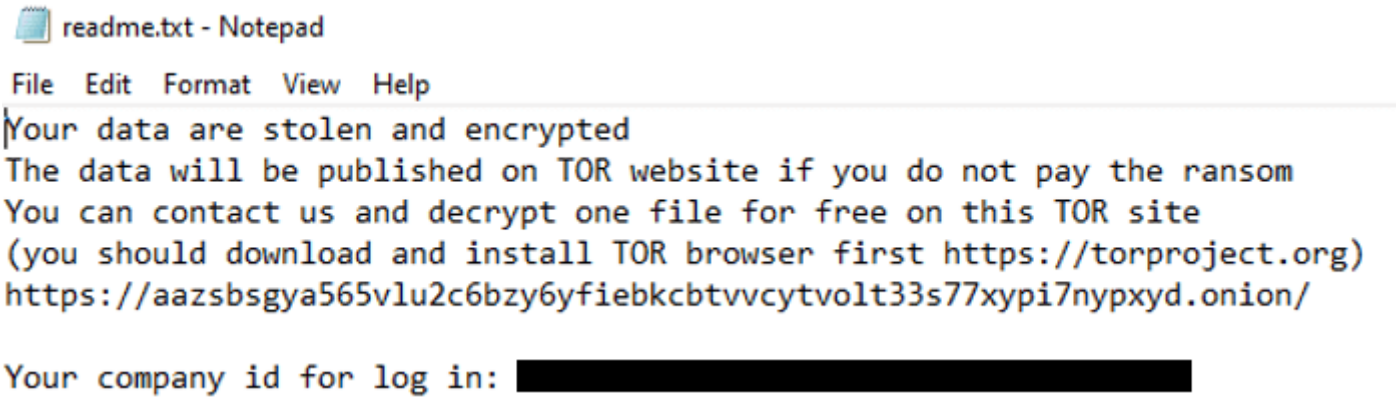 readme.txt - Notepad
File Edit Format View Help
Your data are stolen and encrypted
The data will be published on TOR website if you do not pay the ransom
You can contact us and decrypt one file for free on this TOR site
(you should download and install TOR browser first https://torproject.org)
https://aazsbsgya565vlu2c6bzy6yfiebkcbtvvcytvolt33s77xypi7nypxyd.onion/
Your company id for log in: